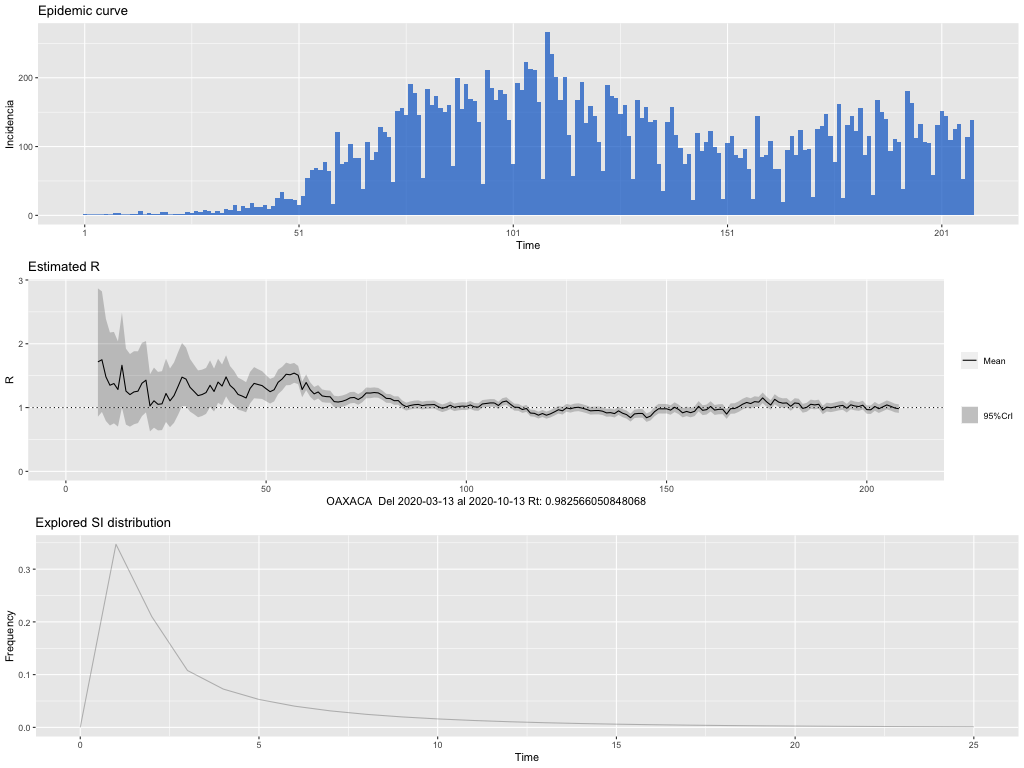 Epidemic curve
Incidencia
200
100
0
1 51 101 151 201
Time
Estimated R
R
3
2
1
0
0 50 100 150 200
OAXACA Del 2020-03-13 al 2020-10-13 Rt: 0.982566050848068
Mean
95%CrI
Explored SI distribution
Frequency
0.3
0.2
0.1
0.0
0 5 10 15 20 25
Time